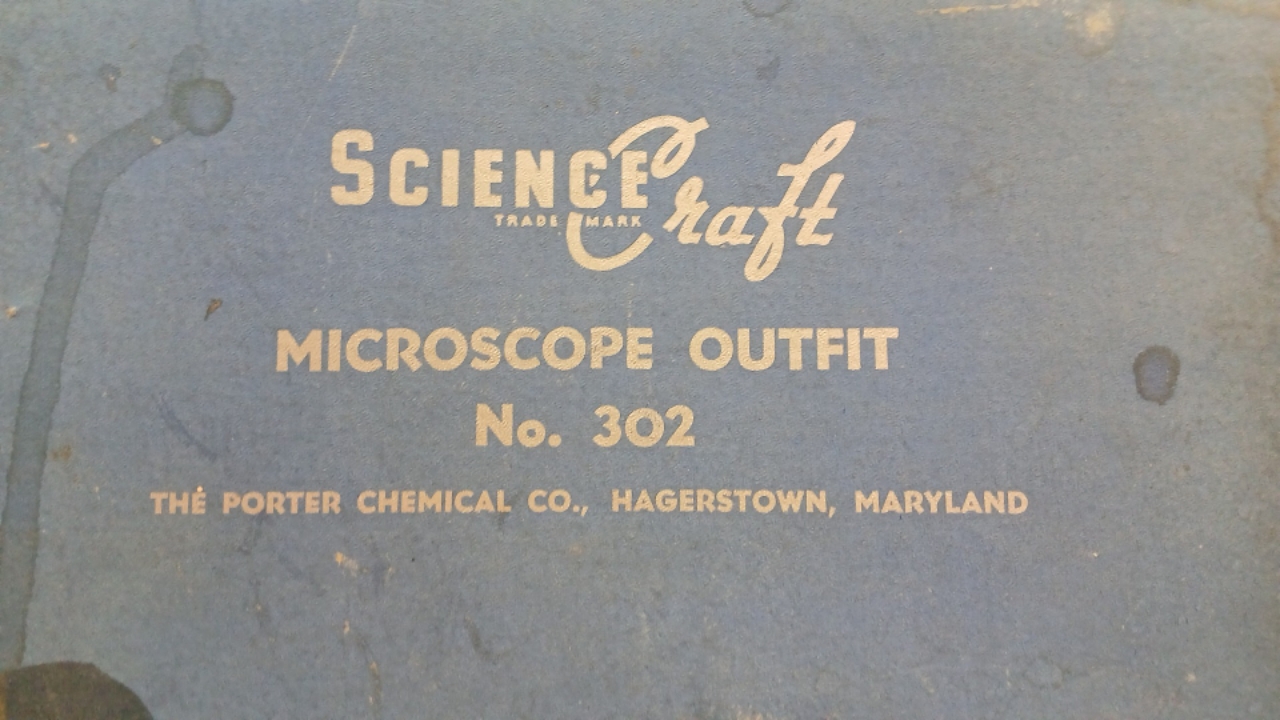 SCIENCE Craft
TRADE MARK
MICROSCOPE OUTFIT
No. 302
THE PORTER CHEMICAL CO., HAGERSTOWN, MARYLAND